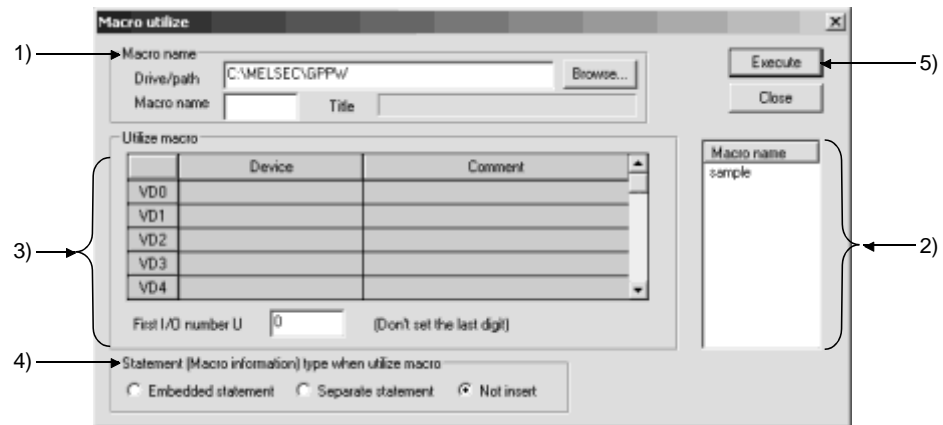 Macro utilize
1)
Macro name
Drive/path C:\MELSEC\GPPW Browse...
Macro name Title
Execute
5)
Close
Utilize macro
Device Comment
VD0
VD1
VD2
VD3
VD4
3)
First I/O number U 0 (Don't set the last digit)
Macro name
sample
2)
4)
Statement (Macro information) type when utilize macro
Embedded statement Separate statement Not insert